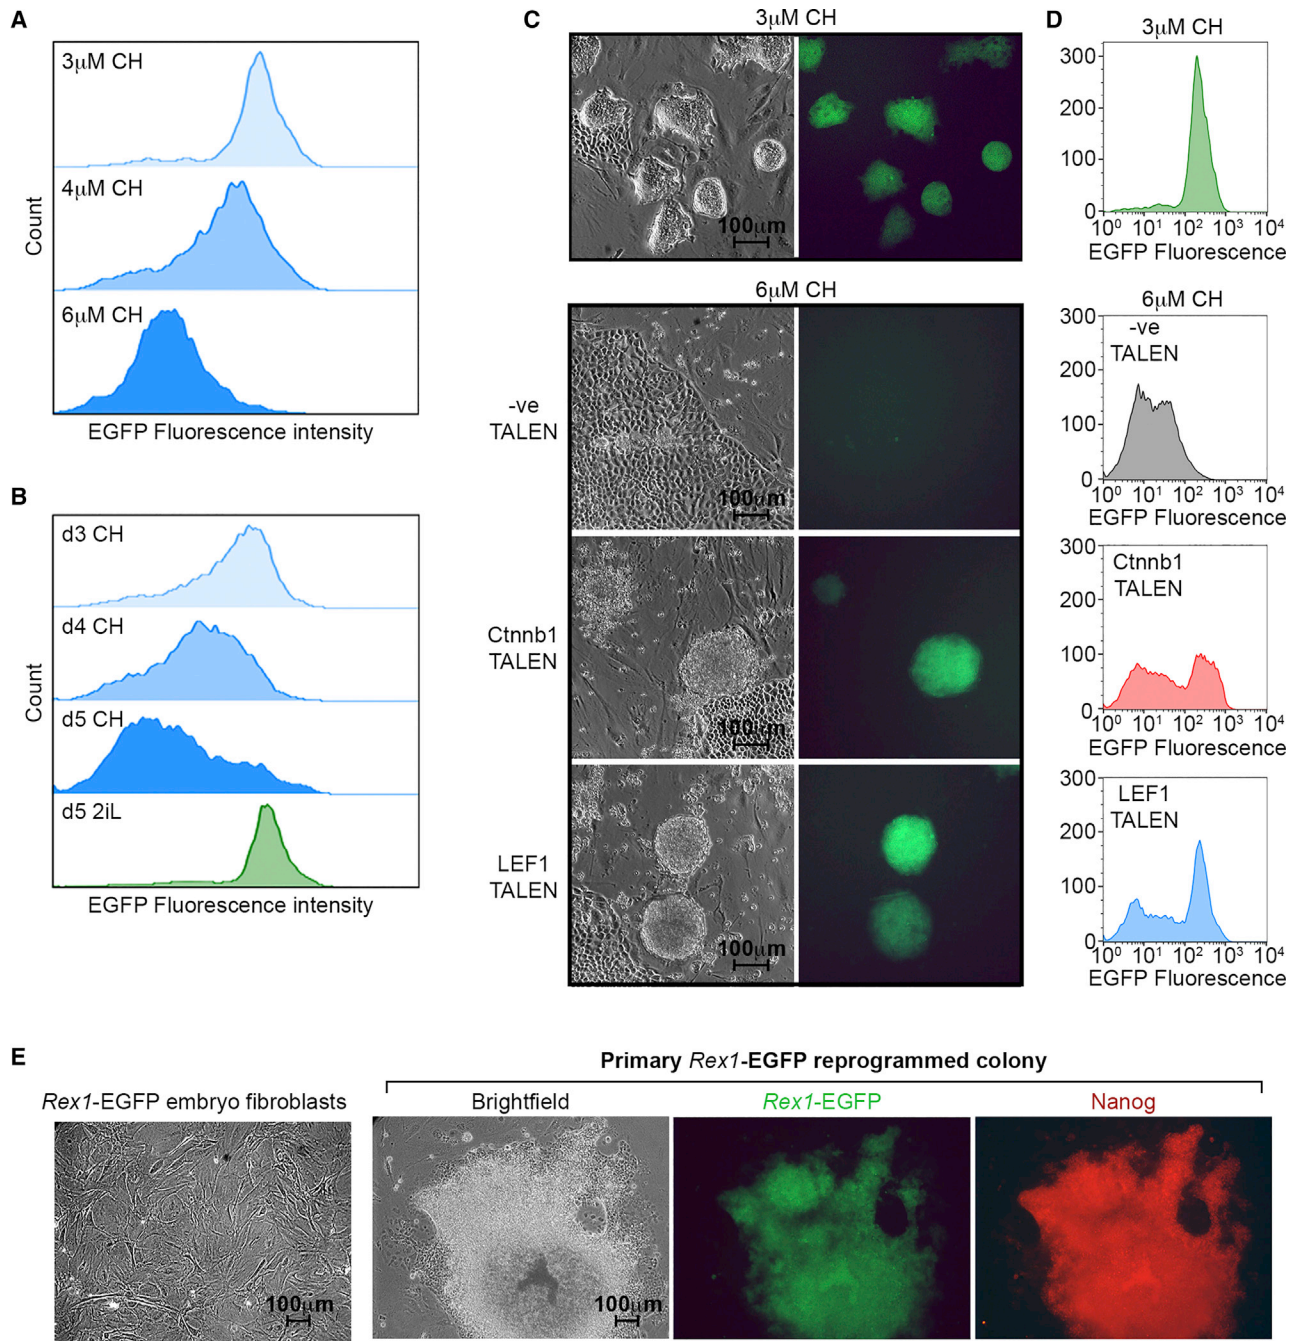 A
3μM CH
4μM CH
6μM CH
Count
EGFP Fluorescence intensity
B
d3 CH
d4 CH
d5 CH
d5 2iL
Count
EGFP Fluorescence intensity
C
3μM CH
100μm
6μM CH
-ve
TALEN
100μm
Ctnnb1
TALEN
100μm
LEF1
TALEN
100μm
D
3μM CH
300
200
100
0
10⁰ 10¹ 10² 10³ 10⁴
EGFP Fluorescence
6μM CH
300
-ve
TALEN
200
100
0
10⁰ 10¹ 10² 10³ 10⁴
EGFP Fluorescence
300
Ctnnb1
TALEN
200
100
0
10⁰ 10¹ 10² 10³ 10⁴
EGFP Fluorescence
300
LEF1
TALEN
200
100
0
10⁰ 10¹ 10² 10³ 10⁴
EGFP Fluorescence
E
Primary Rex1-EGFP reprogrammed colony
Rex1-EGFP embryo fibroblasts
Brightfield
Rex1-EGFP
Nanog
100μm
100μm